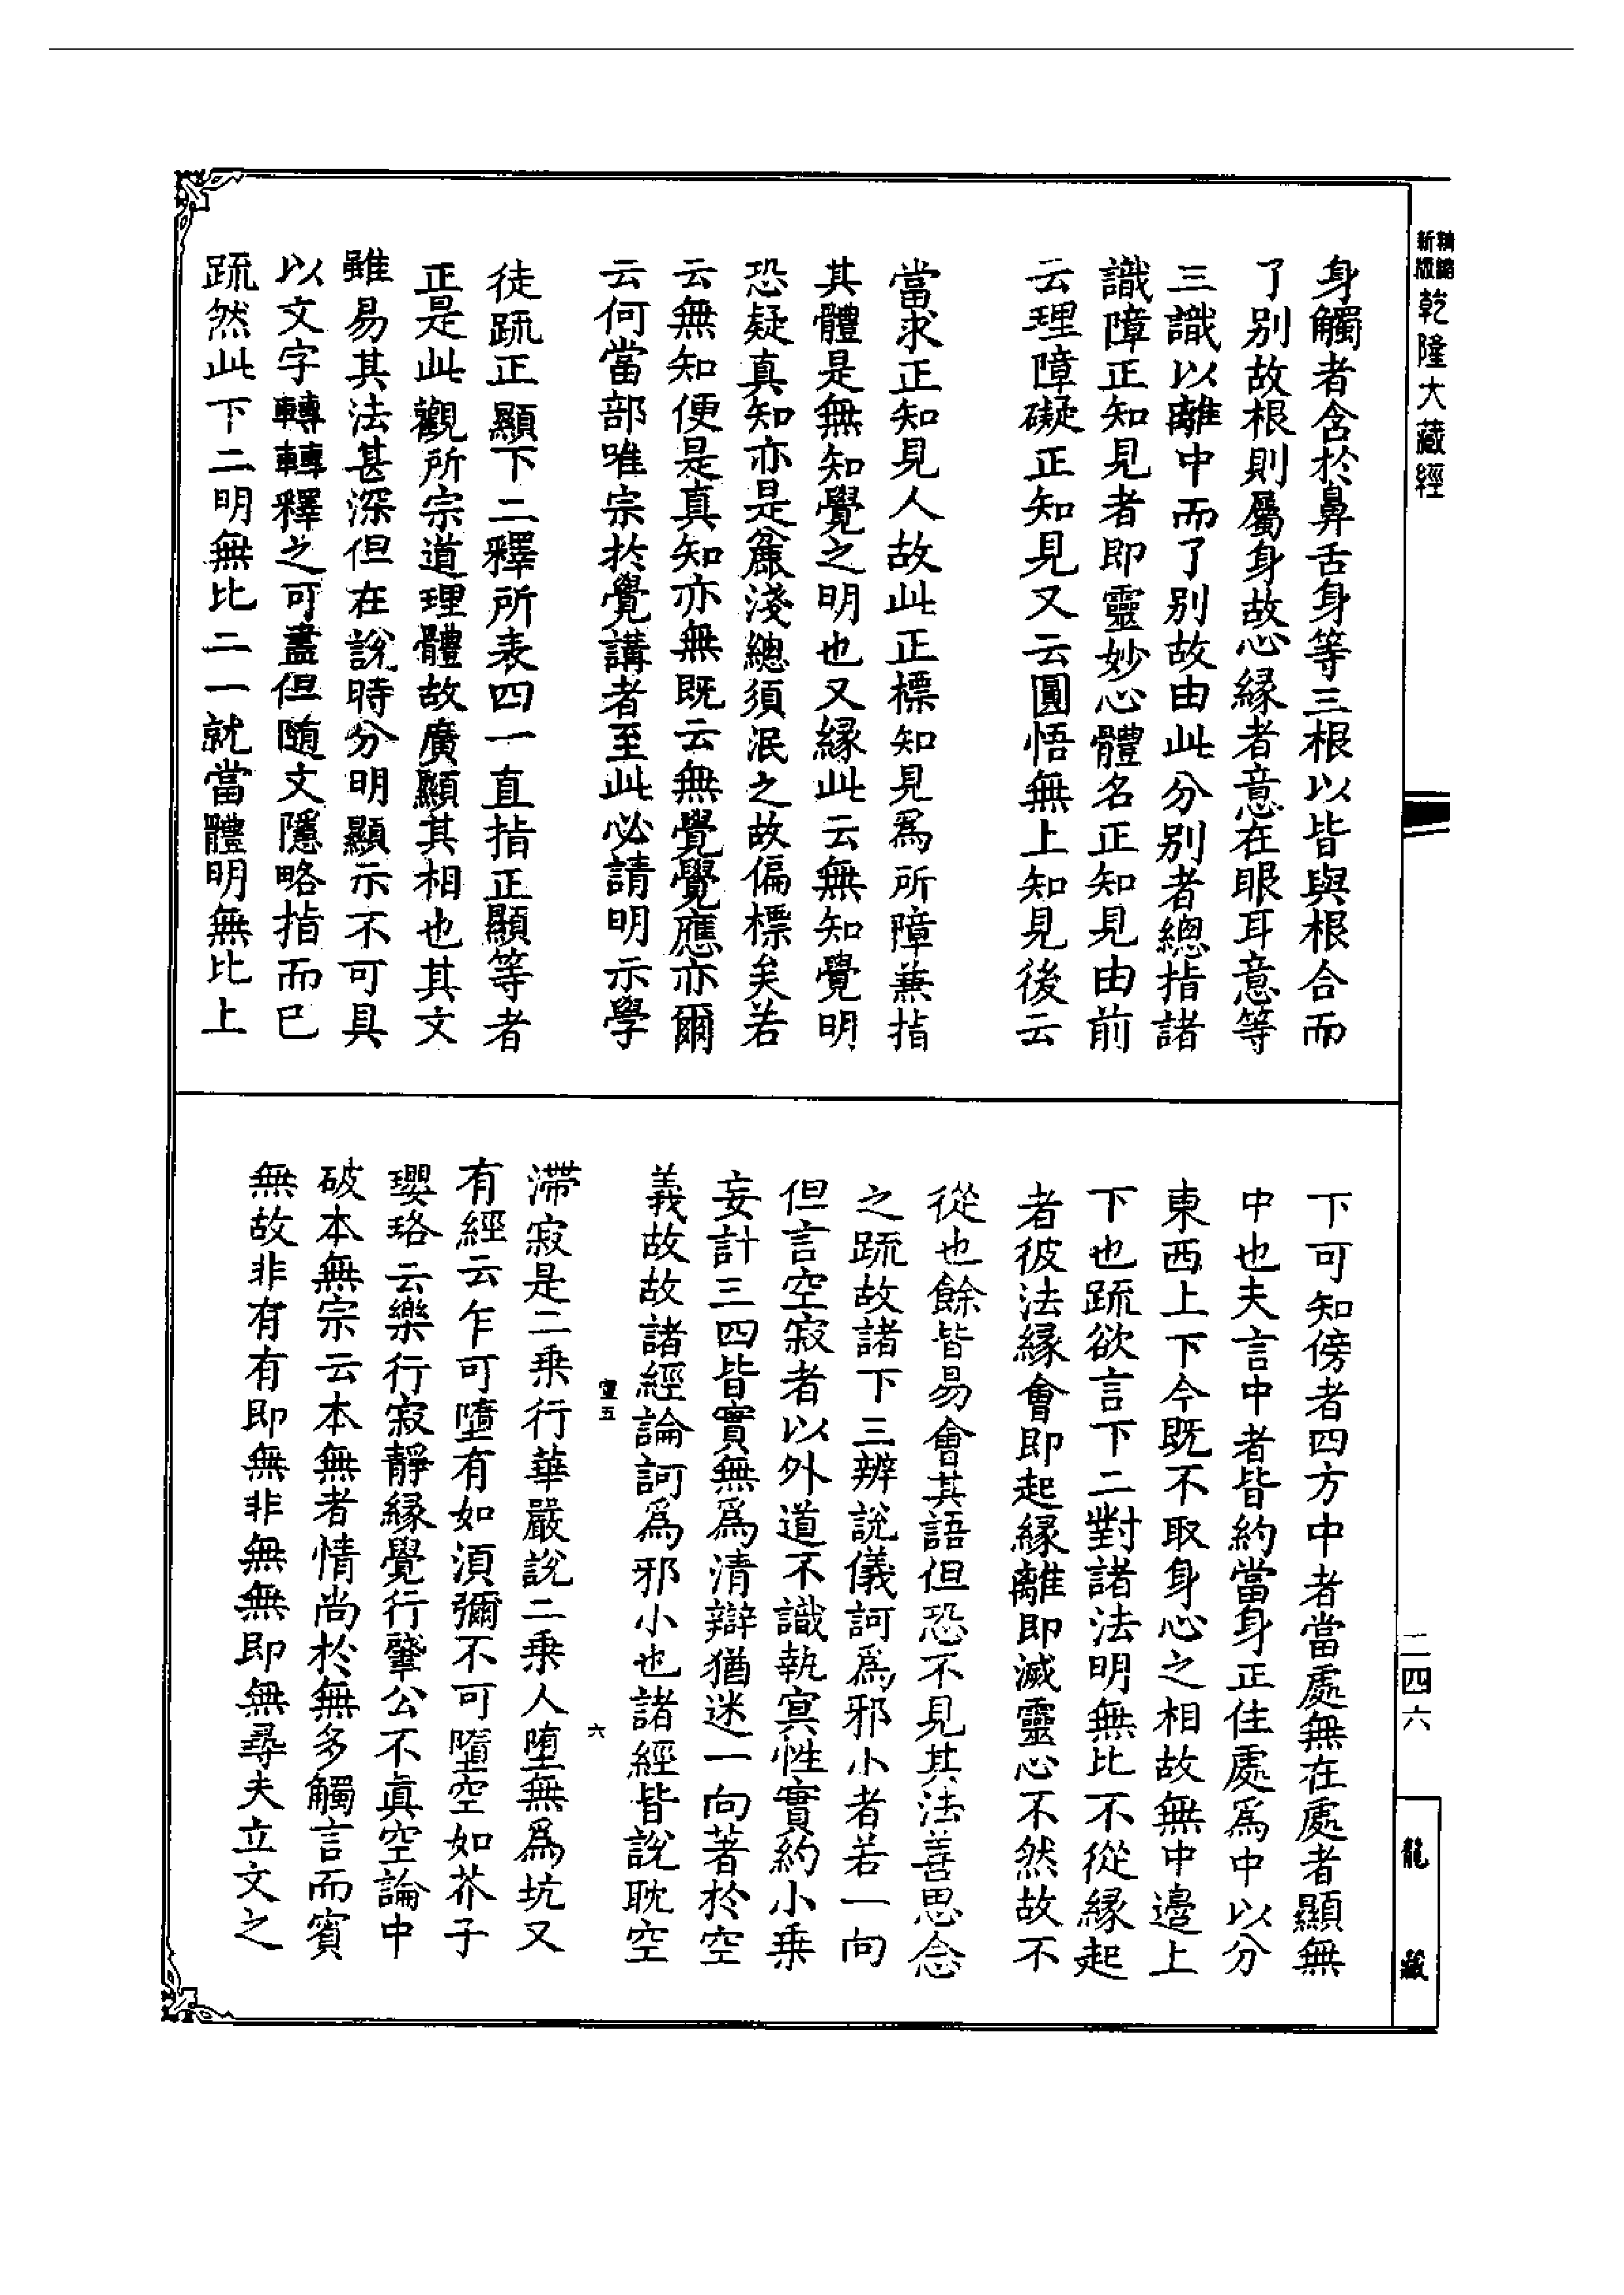 精縮
新版
乾隆大藏經
身觸者含於鼻舌身等三根以皆與根合而
了別故根則屬身故心緣者意在眼耳意等
三識以離中而了別故由此分別者總指諸
識障正知見者即靈妙心體名正知見由前
云理障礙正知見又云圓悟無上知見後云
當求正知見人故此正標知見爲所障兼指
其體是無知覺之明也又緣此云無知覺明
恐疑真知亦是麤淺總須泯之故偏標矣若
云無知便是真知亦無既云無覺覺應亦爾
云何當部唯宗於覺講者至此必請明示學
徒䟽正顯下二釋所表四一直指正顯等者
正是此觀所宗道理體故廣顯其相也其文
雖易其法甚深但在說時分明顯示不可具
以文字轉轉釋之可盡但隨文隱略指而已
䟽然此下二明無比二一就當體明無比上
下可知傍者四方中者當處無在處者顯無
中也夫言中者皆約當身正住處爲中以分
東西上下今既不取身心之相故無中邊上
下也䟽欲言下二對諸法明無比不從緣起
者彼法緣會即起緣離即滅靈心不然故不
從也餘皆易會其語但恐不見其法善思念
之䟽故諸下三辨說儀訶爲邪小者若一向
但言空寂者以外道不識執冥性實約小乗
妄計三四皆實無爲清辯猶迷一向著於空
義故故諸經論訶爲邪小也諸經皆說耽空
壹五
六
滯寂是二乗行華嚴說二乗人堕無爲坑又
有經云乍可墮有如須彌不可墮空如芥子
瓔珞云樂行寂靜緣覺行肇公不真空論中
破本無宗云本無者情尚於無多觸言而賓
無故非有有即無非無無即無尋夫立文之
二四六
龍藏